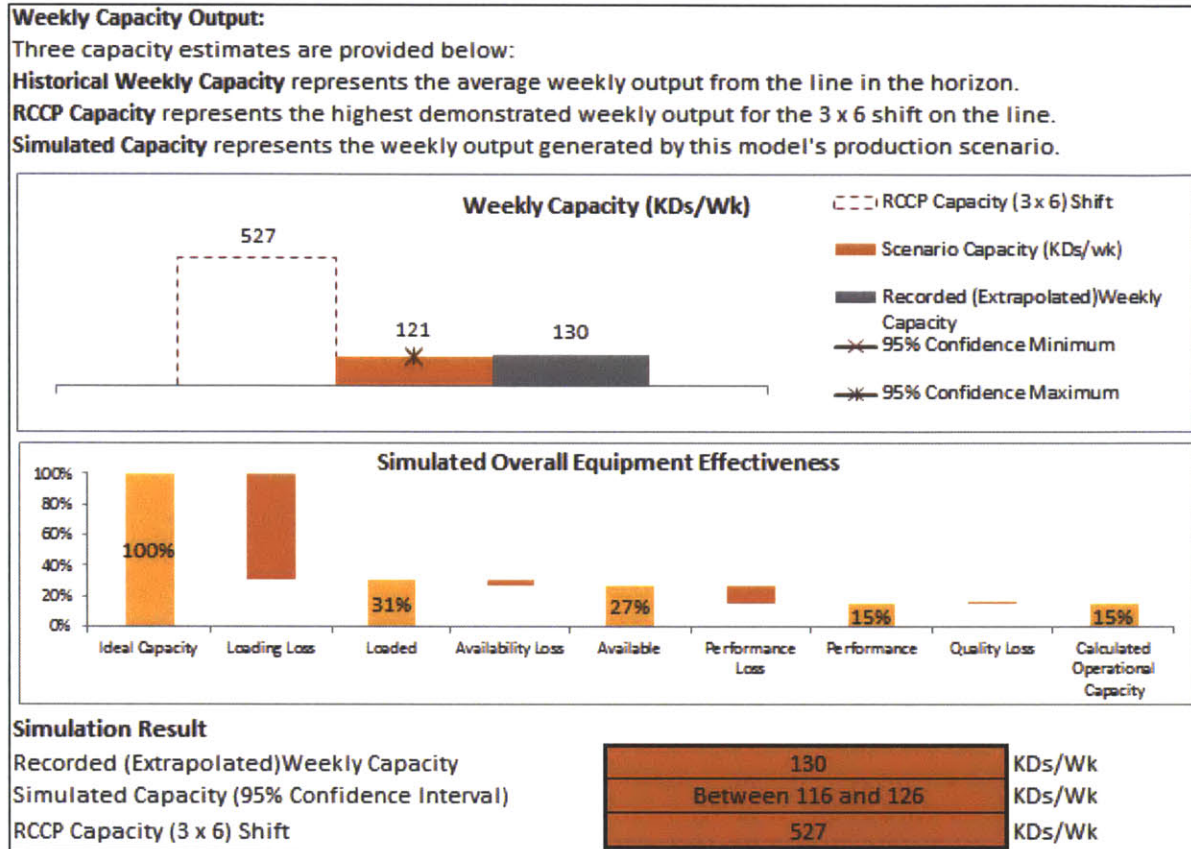 Weekly Capacity Output:
Three capacity estimates are provided below:
Historical Weekly Capacity represents the average weekly output from the line in the horizon.
RCCP Capacity represents the highest demonstrated weekly output for the 3 x 6 shift on the line.
Simulated Capacity represents the weekly output generated by this model's production scenario.
Weekly Capacity (KDs/Wk)
527
121
130
RCCP Capacity (3 x 6) Shift
Scenario Capacity (KDs/wk)
Recorded (Extrapolated)Weekly
Capacity
95% Confidence Minimum
95% Confidence Maximum
Simulated Overall Equipment Effectiveness
100%
80%
60%
40%
20%
0%
100%
31%
27%
15%
15%
Ideal Capacity
Loading Loss
Loaded
Availability Loss
Available
Performance
Loss
Performance
Quality Loss
Calculated
Operational
Capacity
Simulation Result
Recorded (Extrapolated)Weekly Capacity 130 KDs/Wk
Simulated Capacity (95% Confidence Interval) Between 116 and 126 KDs/Wk
RCCP Capacity (3 x 6) Shift 527 KDs/Wk